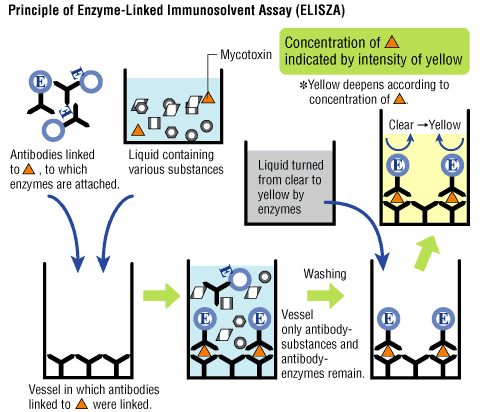 Principle of Enzyme-Linked Immunosolvent Assay (ELISZA)
Mycotoxin
Concentration of
indicated by intensity of yellow
*Yellow deepens according to
concentration of .
E
E
E
Antibodies linked
to , to which
enzymes are attached.
Liquid containing
various substances
Liquid turned
from clear to
yellow by
enzymes
Clear → Yellow
E
E
Washing
E
E
E
Vessel
only antibody-
substances and
antibody-
enzymes remain.
E
E
Vessel in which antibodies
linked to were linked.